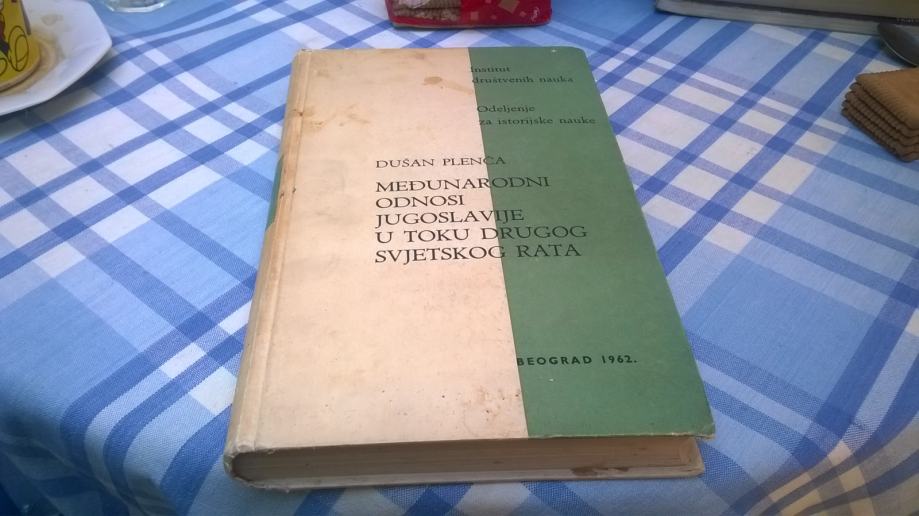 Institut
društvenih nauka
Odeljenje
za istorijske nauke
DUŠAN PLENČA
MEĐUNARODNI
ODNOSI
JUGOSLAVIJE
U TOKU DRUGOG
SVJETSKOG RATA
BEOGRAD 1962.